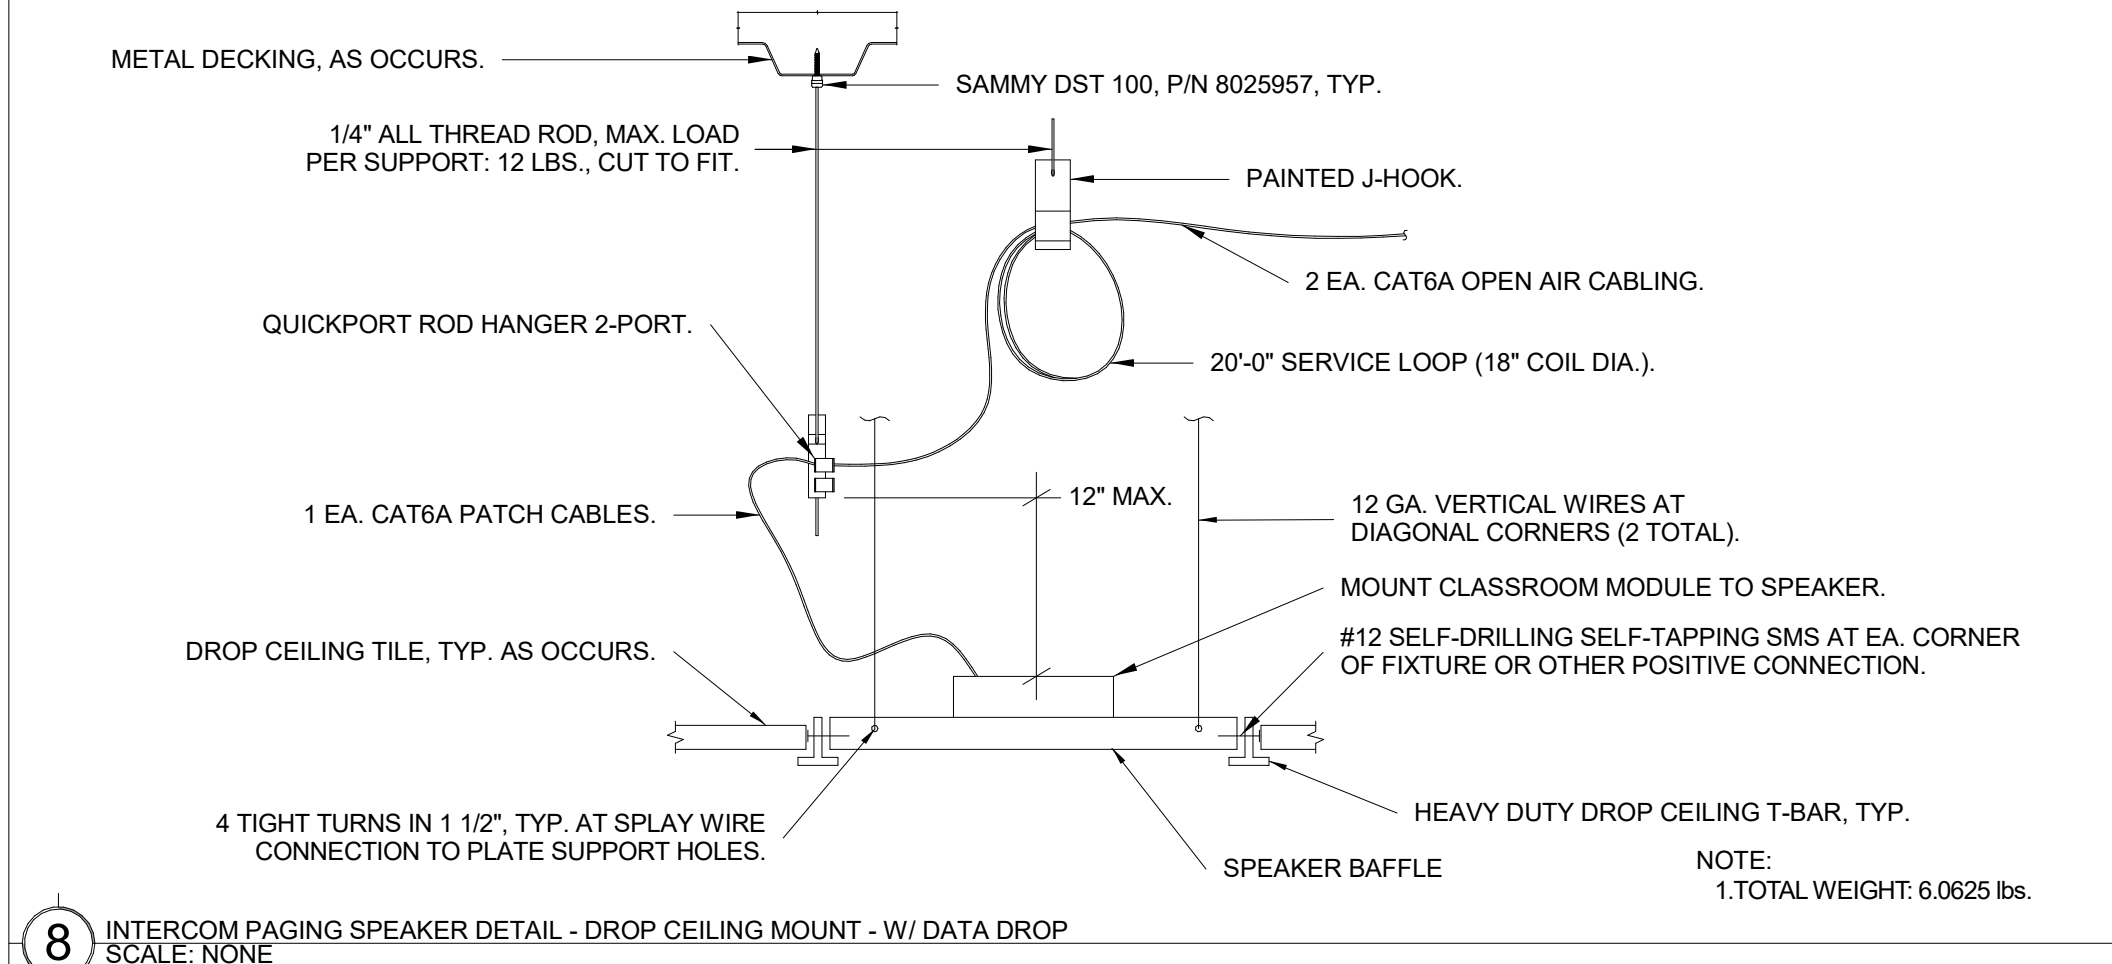 METAL DECKING, AS OCCURS.
SAMMY DST 100, P/N 8025957, TYP.
1/4" ALL THREAD ROD, MAX. LOAD
PER SUPPORT: 12 LBS., CUT TO FIT.
PAINTED J-HOOK.
2 EA. CAT6A OPEN AIR CABLING.
QUICKPORT ROD HANGER 2-PORT.
20'-0" SERVICE LOOP (18" COIL DIA.).
12" MAX.
1 EA. CAT6A PATCH CABLES.
12 GA. VERTICAL WIRES AT
DIAGONAL CORNERS (2 TOTAL).
MOUNT CLASSROOM MODULE TO SPEAKER.
DROP CEILING TILE, TYP. AS OCCURS.
#12 SELF-DRILLING SELF-TAPPING SMS AT EA. CORNER
OF FIXTURE OR OTHER POSITIVE CONNECTION.
4 TIGHT TURNS IN 1 1/2", TYP. AT SPLAY WIRE
CONNECTION TO PLATE SUPPORT HOLES.
HEAVY DUTY DROP CEILING T-BAR, TYP.
SPEAKER BAFFLE
NOTE:
1.TOTAL WEIGHT: 6.0625 lbs.
8
INTERCOM PAGING SPEAKER DETAIL - DROP CEILING MOUNT - W/ DATA DROP
SCALE: NONE